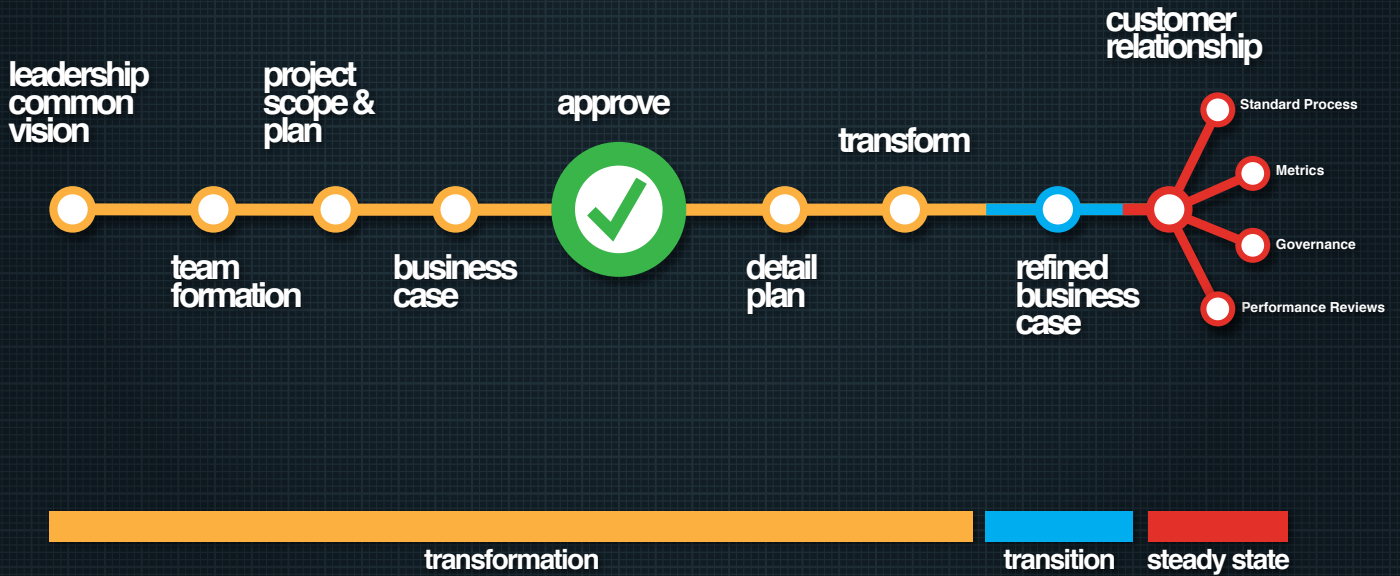 leadership
common
vision
team
formation
project
scope &
plan
business
case
approve
detail
plan
transform
refined
business
case
customer
relationship
Standard Process
Metrics
Governance
Performance Reviews
transformation
transition
steady state